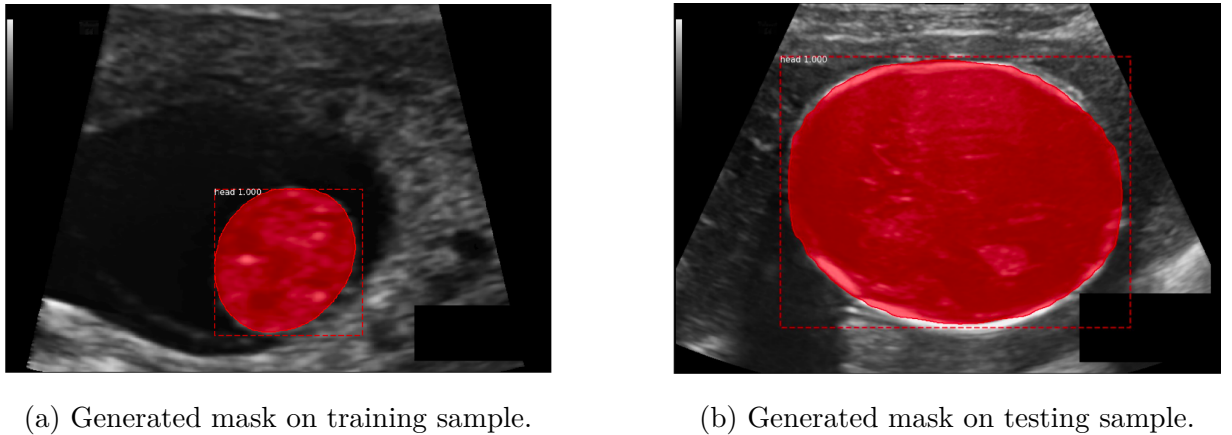 head 1.000
head 1.000
(a) Generated mask on training sample.
(b) Generated mask on testing sample.